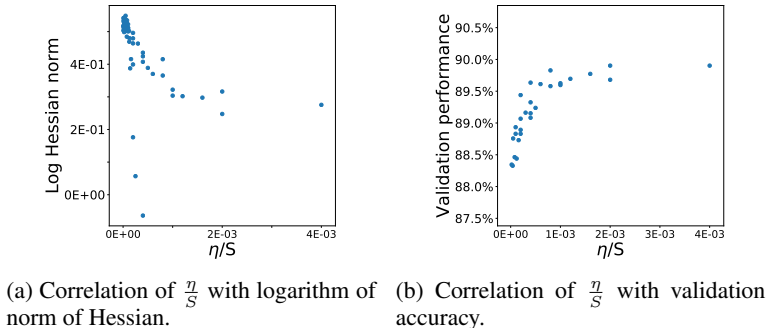 Log Hessian norm
4E-01
2E-01
0E+00
0E+00
2E-03
4E-03
η/S
Validation performance
90.5%
90.0%
89.5%
89.0%
88.5%
88.0%
87.5%
0E+00
1E-03
2E-03
3E-03
4E-03
η/S
(a) Correlation of η/S with logarithm of
norm of Hessian.
(b) Correlation of η/S with validation
accuracy.